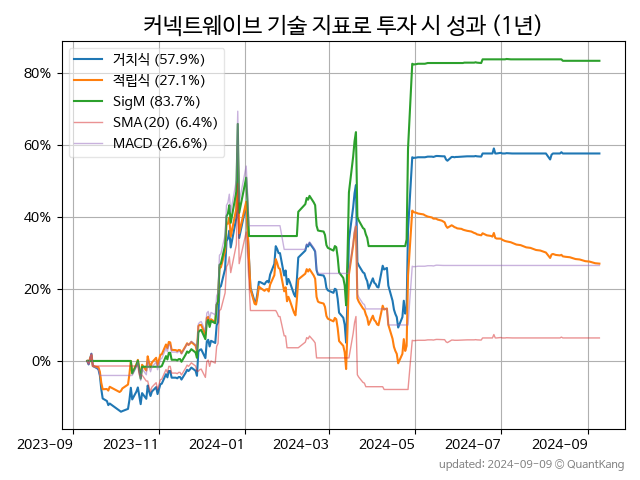 커넥트웨이브 기술 지표로 투자 시 성과 (1년)
거치식 (57.9%)
적립식 (27.1%)
SigM (83.7%)
SMA(20) (6.4%)
MACD (26.6%)
80%
60%
40%
20%
0%
2023-09 2023-11 2024-01 2024-03 2024-05 2024-07 2024-09
updated: 2024-09-09 © QuantKang